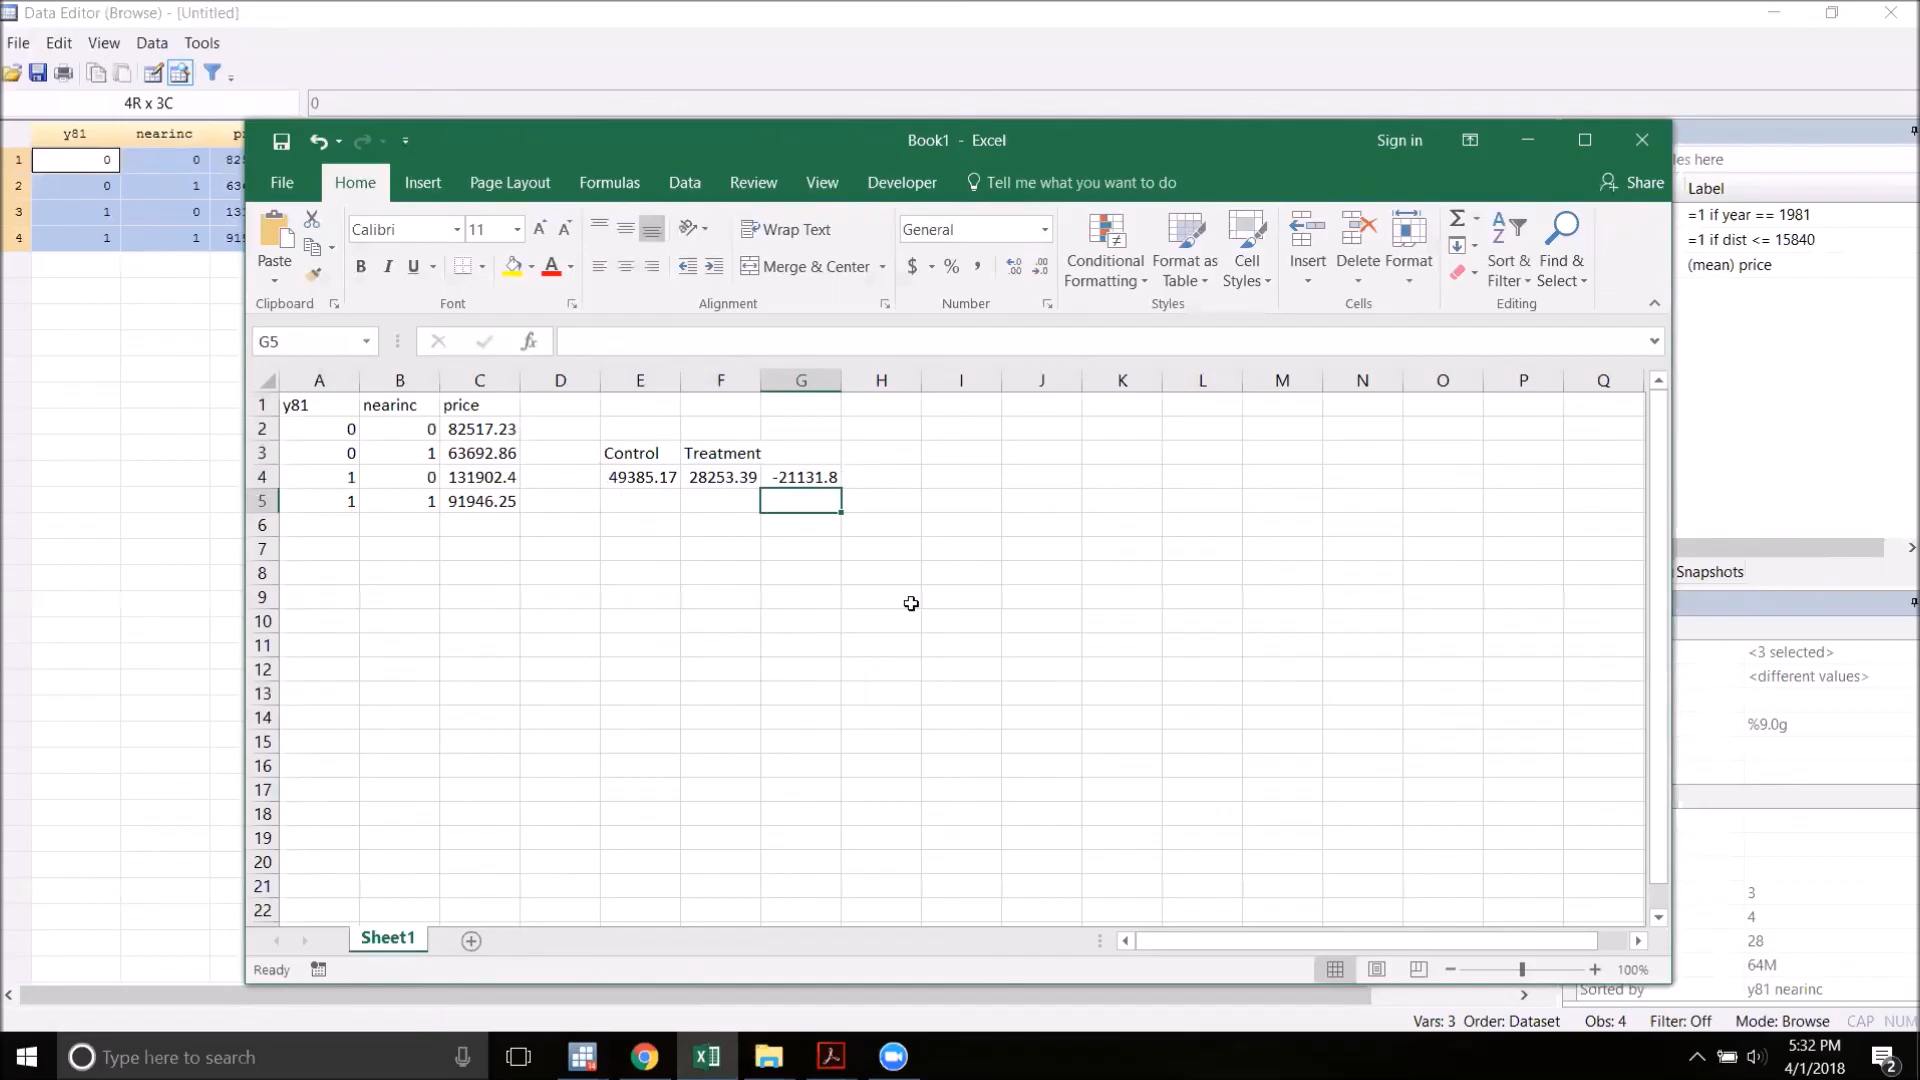 Data Editor (Browse) - [Untitled]
File Edit View Data Tools
4R x 3C 0
y81 nearinc
1 0 0
2 0 1
3 1 0
4 1 1
Book1 - Excel
Sign in
File Home Insert Page Layout Formulas Data Review View Developer Tell me what you want to do Share
Paste
Clipboard
Calibri 11
B I U
Font
Wrap Text
Merge & Center
Alignment
General
$ % ,
Number
Conditional Formatting
Format as Table
Cell Styles
Styles
Insert Delete Format
Cells
Sort & Filter
Find & Select
Editing
G5 fx
A B C D E F G H I J K L M N O P Q
1 y81 nearinc price
2 0 0 82517.23
3 0 1 63692.86 Control Treatment
4 1 0 131902.4 49385.17 28253.39 -21131.8
5 1 1 91946.25
6
7
8
9
10
11
12
13
14
15
16
17
18
19
20
21
22
Sheet1
Ready
100%
les here
Label
=1 if year == 1981
=1 if dist <= 15840
(mean) price
Snapshots
<3 selected>
<different values>
%9.0g
3
4
28
64M
Sorted by y81 nearinc
Vars: 3 Order: Dataset Obs: 4 Filter: Off Mode: Browse CAP NUM
Type here to search
14
5:32 PM
4/1/2018
2